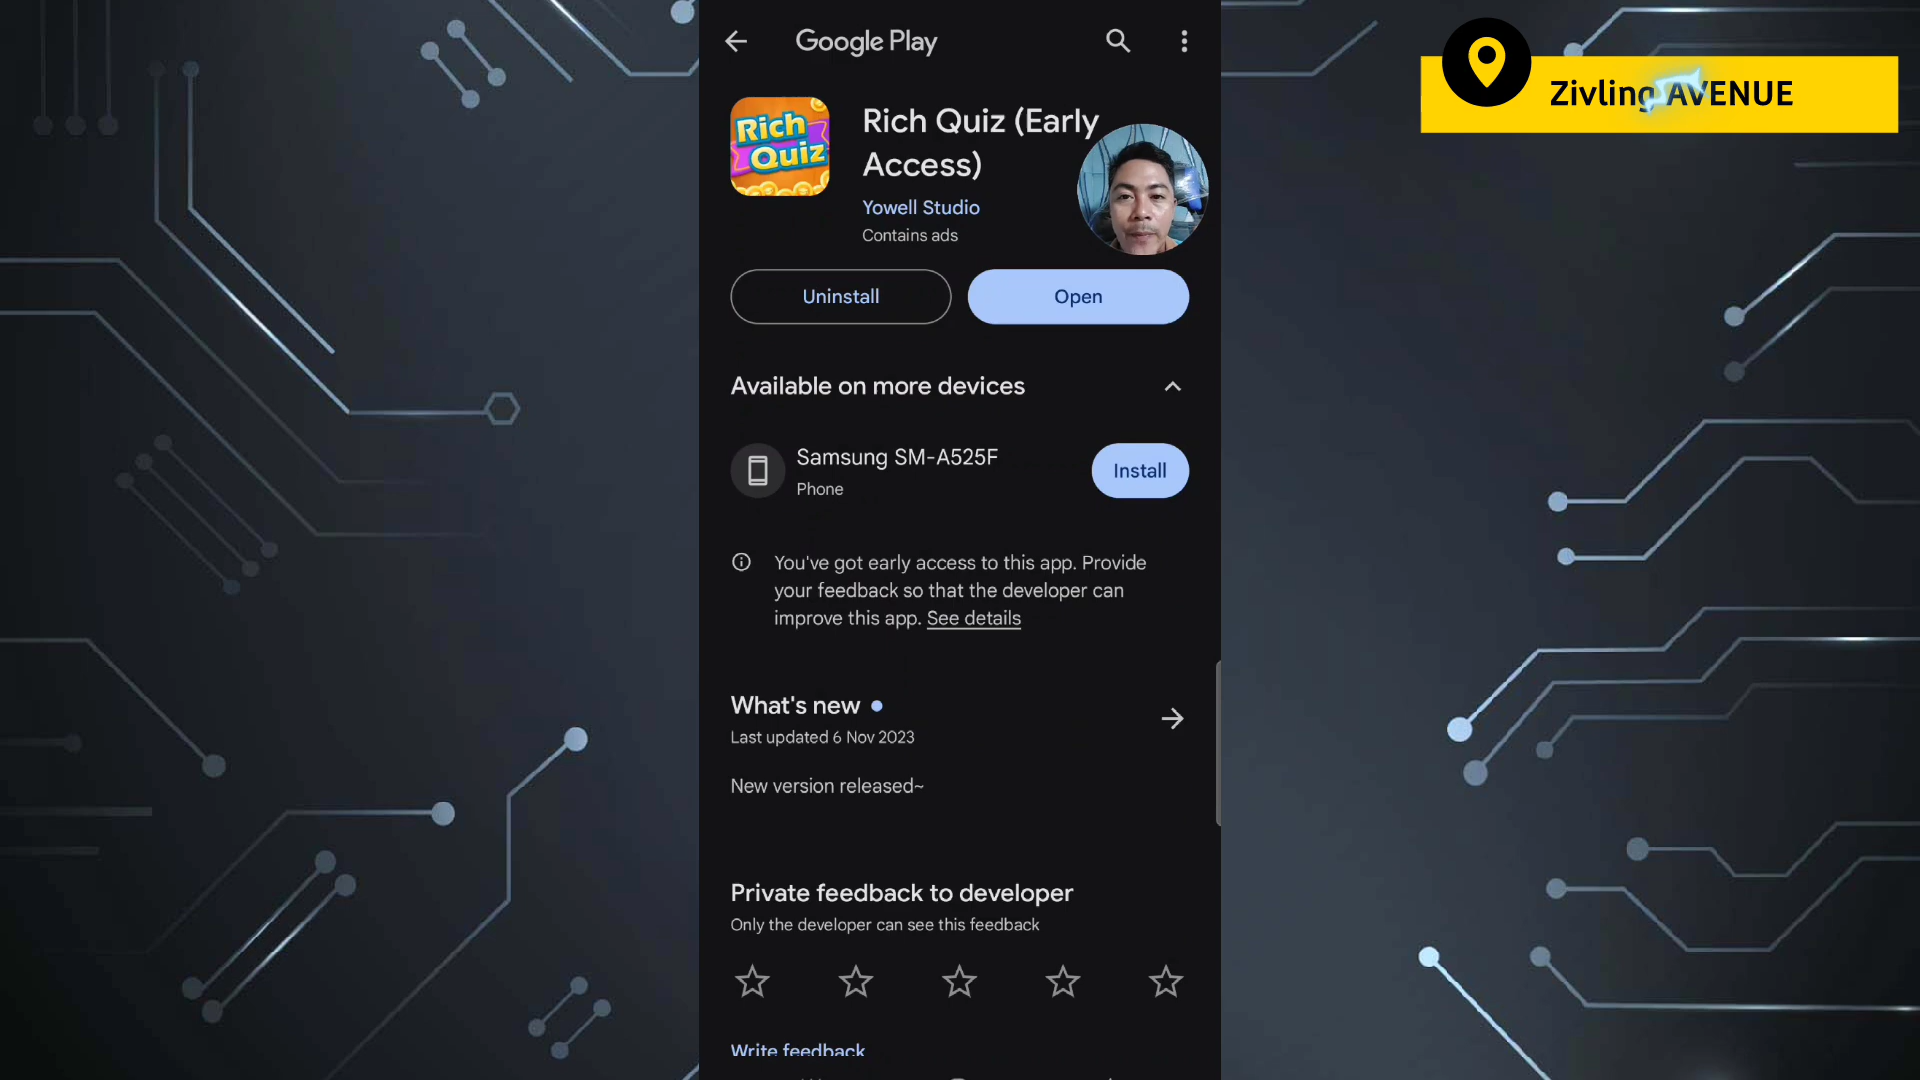 Google Play
Zivling AVENUE
Rich
Quiz
Rich Quiz (Early
Access)
Yowell Studio
Contains ads
Uninstall
Open
Available on more devices
Samsung SM-A525F
Phone
Install
You've got early access to this app. Provide
your feedback so that the developer can
improve this app. See details
What's new
Last updated 6 Nov 2023
New version released~
Private feedback to developer
Only the developer can see this feedback
Write feedback